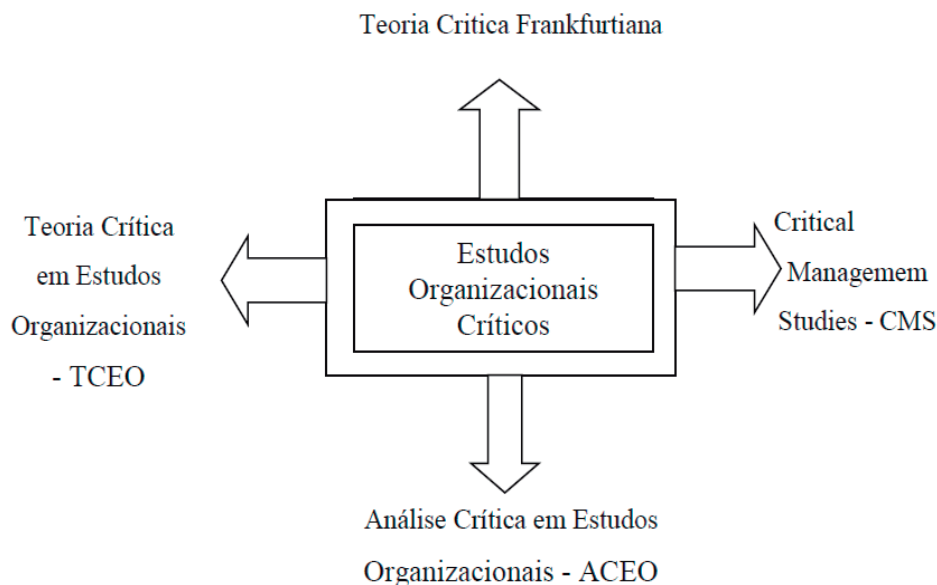 Teoria Critica Frankfurtiana
Teoria Crítica
em Estudos
Organizacionais
- TCEO
Estudos
Organizacionais
Críticos
Critical
Managemem
Studies - CMS
Análise Crítica em Estudos
Organizacionais - ACEO